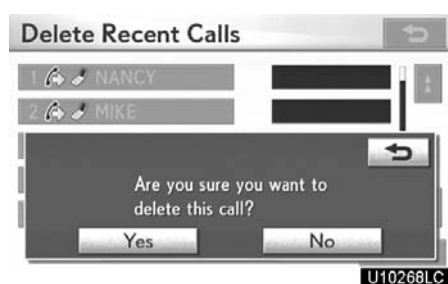 Delete Recent Calls
1 NANCY
2 MIKE
Are you sure you want to
delete this call?
Yes No
U10268LC